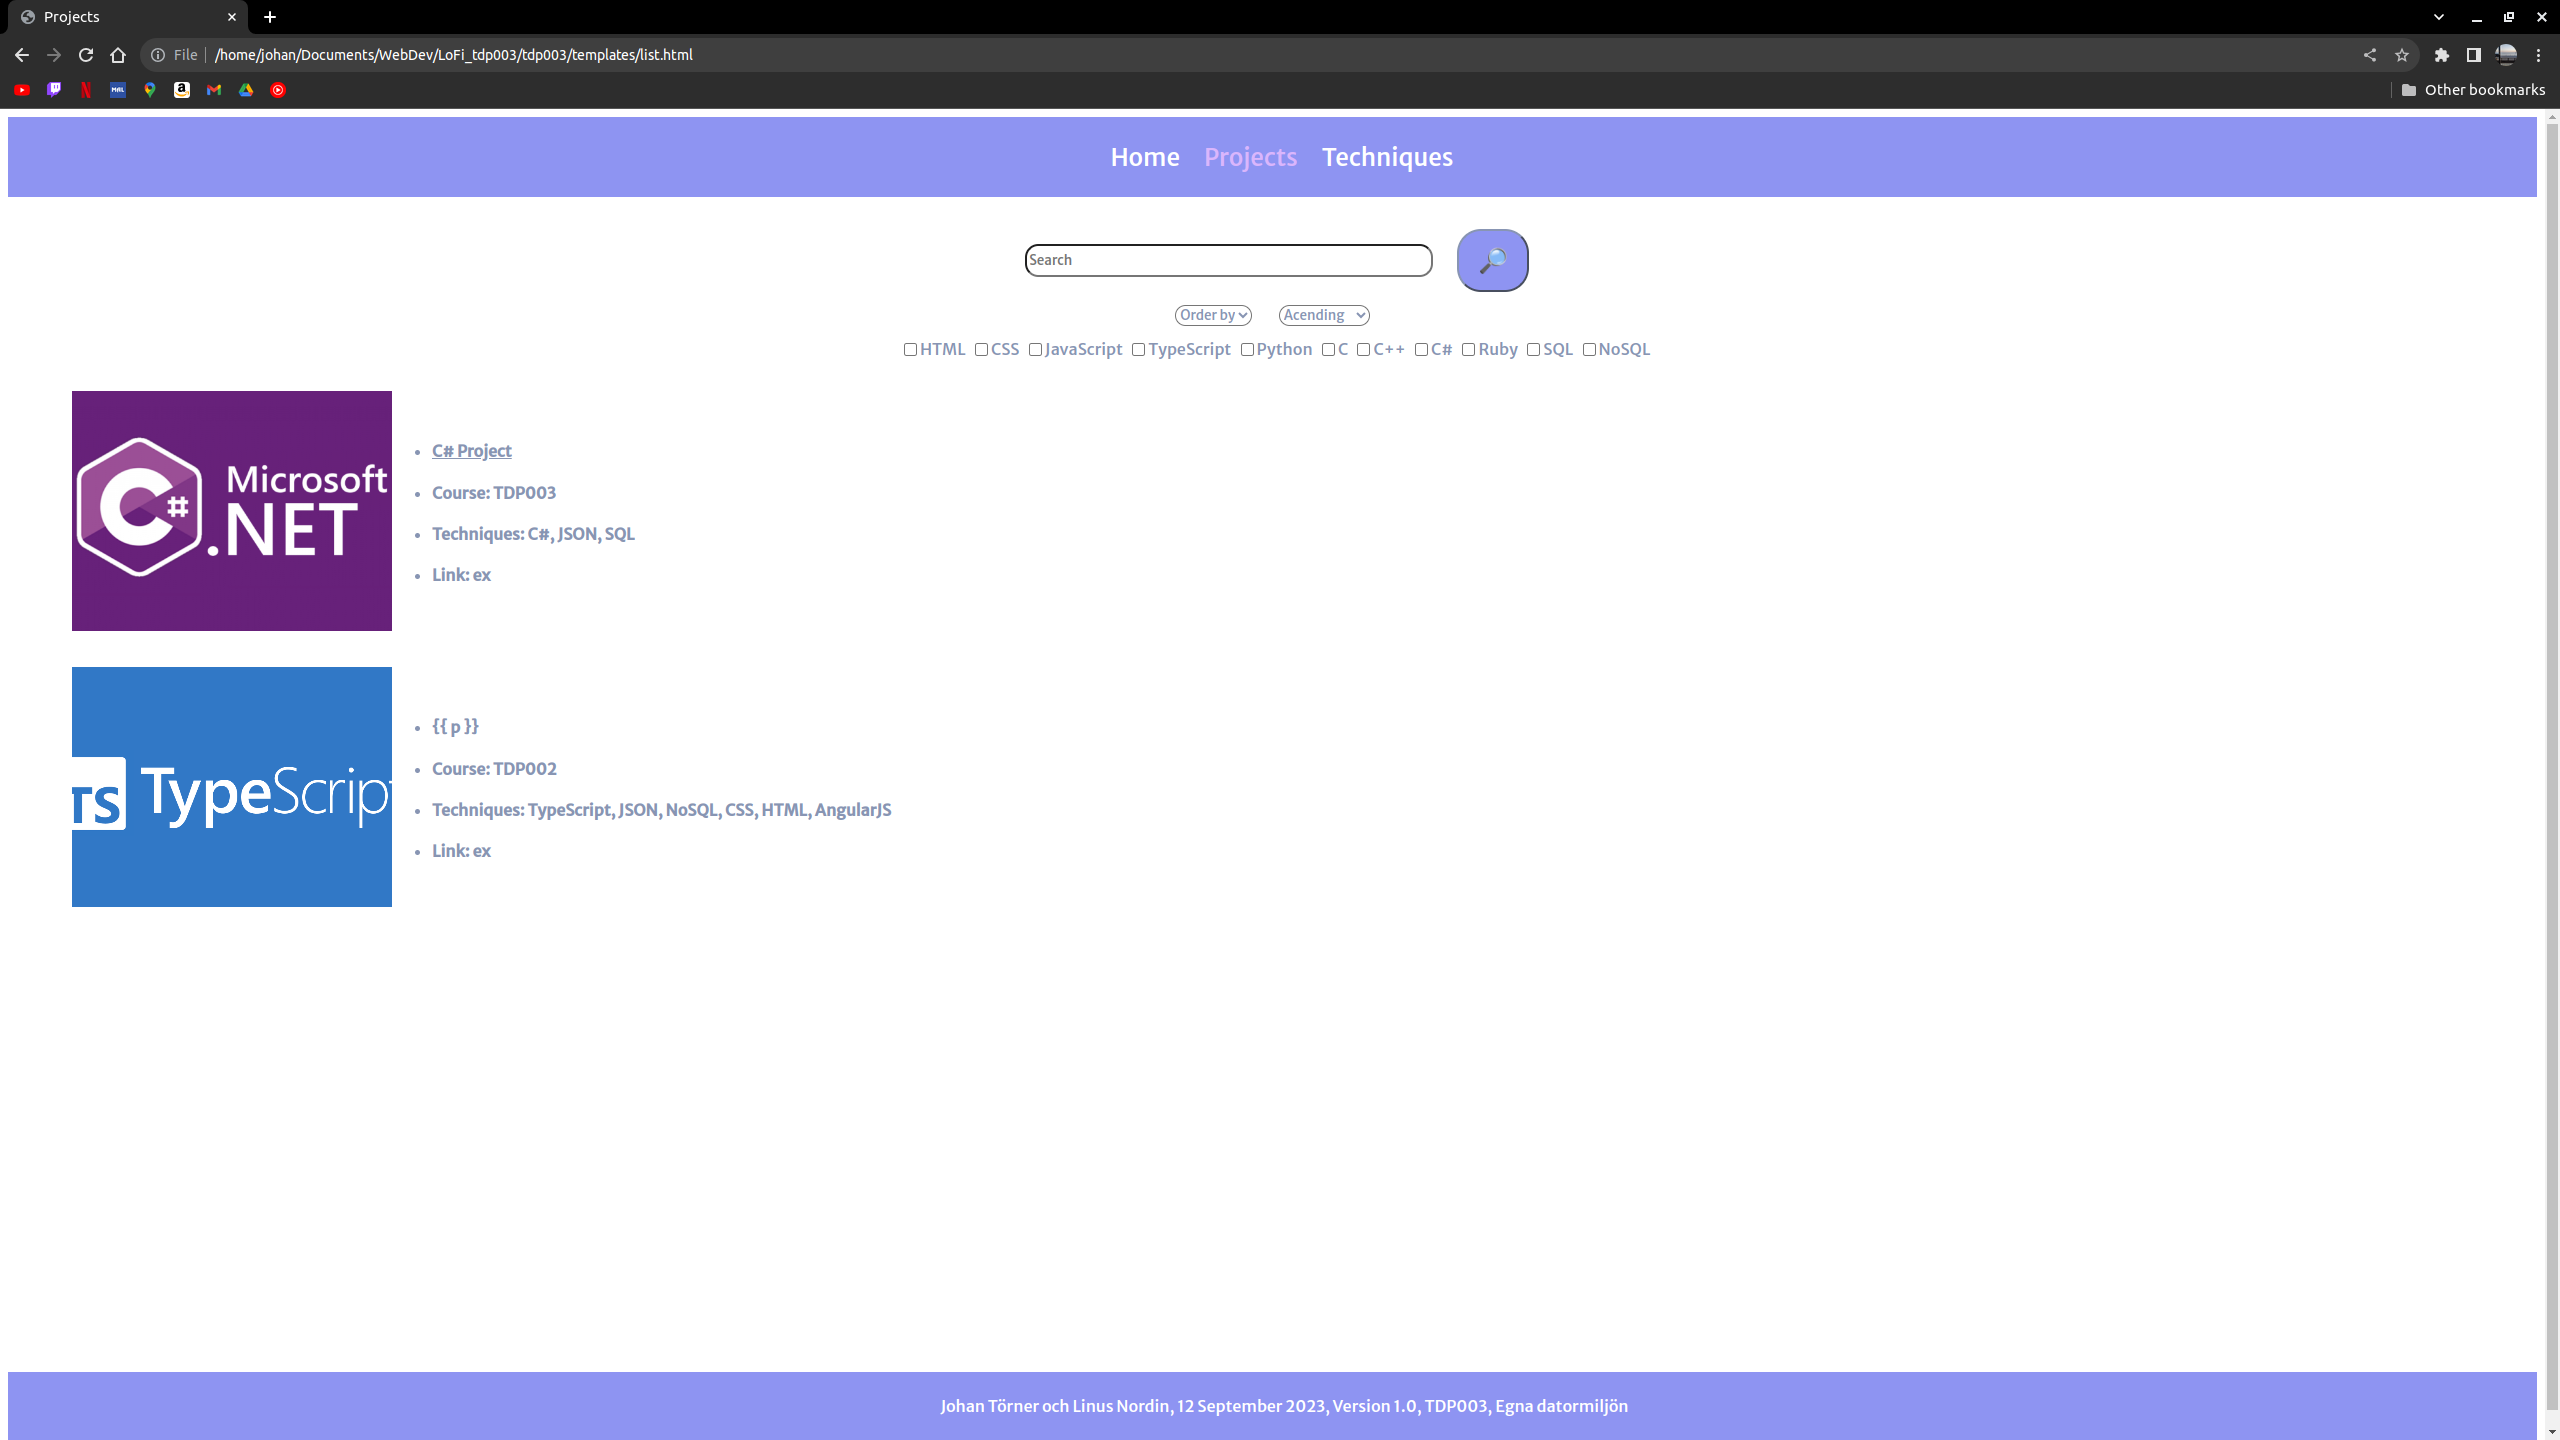 Projects
File /home/johan/Documents/WebDev/LoFi_tdp003/tdp003/templates/list.html
MAL
Other bookmarks
Home Projects Techniques
Search
Order by Acending
HTML CSS JavaScript TypeScript Python C C++ C# Ruby SQL NoSQL
C# Microsoft .NET
C# Project
Course: TDP003
Techniques: C#, JSON, SQL
Link: ex
TS TypeScript
{{ p }}
Course: TDP002
Techniques: TypeScript, JSON, NoSQL, CSS, HTML, AngularJS
Link: ex
Johan Törner och Linus Nordin, 12 September 2023, Version 1.0, TDP003, Egna datormiljön